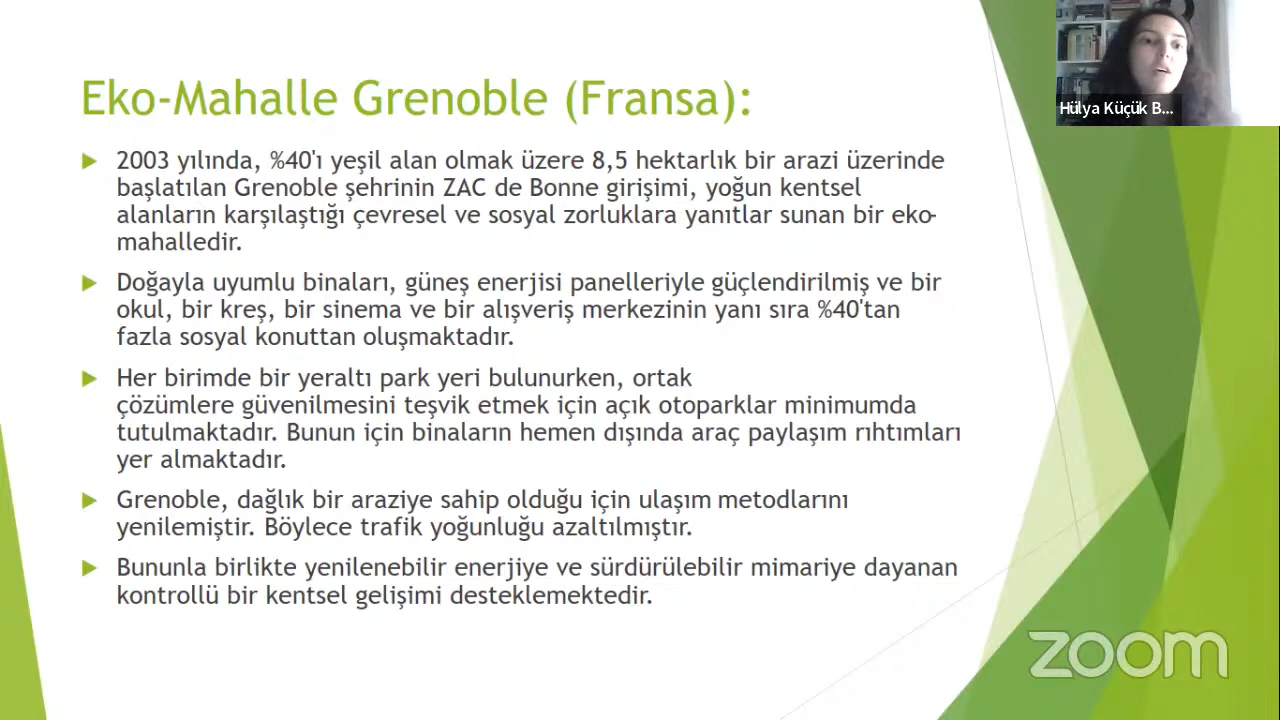 Eko-Mahalle Grenoble (Fransa):
2003 yılında, %40'ı yeşil alan olmak üzere 8,5 hektarlık bir arazi üzerinde
başlatılan Grenoble şehrinin ZAC de Bonne girişimi, yoğun kentsel
alanların karşılaştığı çevresel ve sosyal zorluklara yanıtlar sunan bir eko-
mahalledir.
Doğayla uyumlu binaları, güneş enerjisi panelleriyle güçlendirilmiş ve bir
okul, bir kreş, bir sinema ve bir alışveriş merkezinin yanı sıra %40'tan
fazla sosyal konuttan oluşmaktadır.
Her birimde bir yeraltı park yeri bulunurken, ortak
çözümlere güvenilmesini teşvik etmek için açık otoparklar minimumda
tutulmaktadır. Bunun için binaların hemen dışında araç paylaşım rıhtımları
yer almaktadır.
Grenoble, dağlık bir araziye sahip olduğu için ulaşım metodlarını
yenilemiştir. Böylece trafik yoğunluğu azaltılmıştır.
Bununla birlikte yenilenebilir enerjiye ve sürdürülebilir mimariye dayanan
kontrollü bir kentsel gelişimi desteklemektedir.
Hülya Küçük B...
zoom